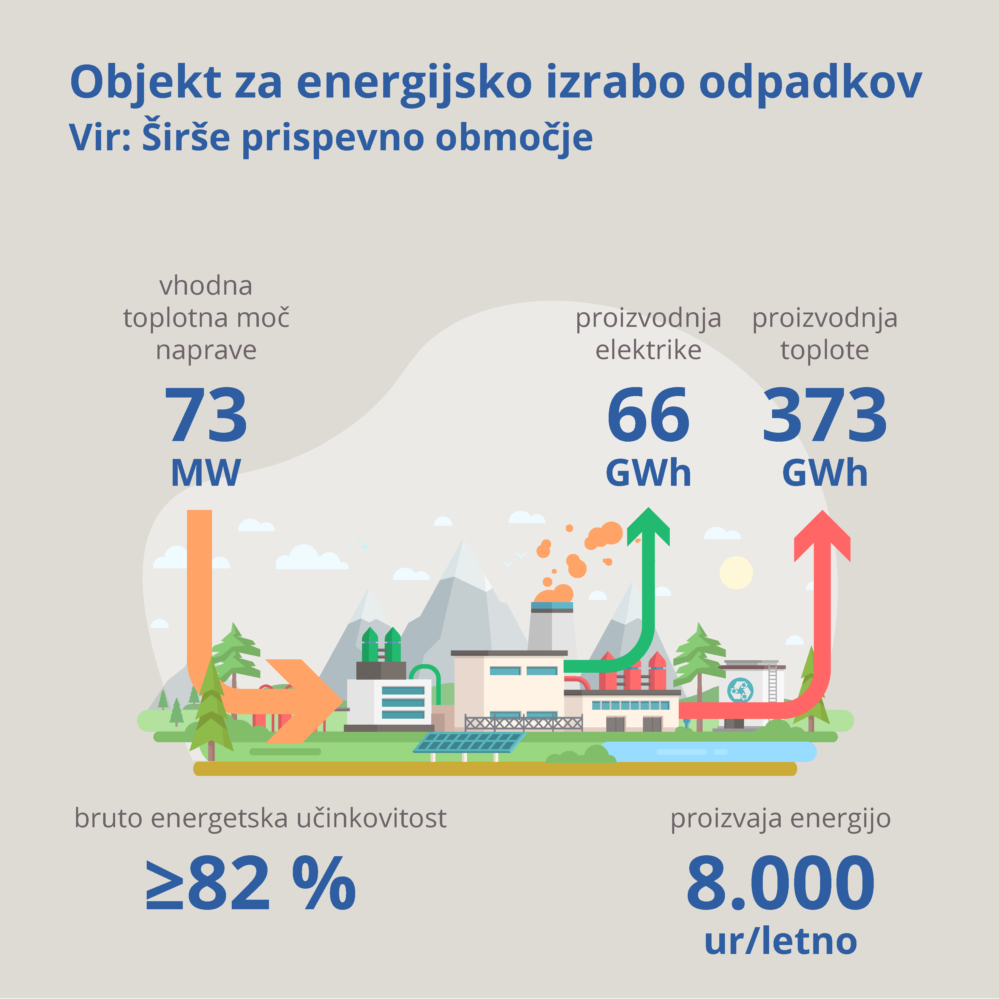 Objekt za energijsko izrabo odpadkov
Vir: Širše prispevno območje
vhodna
toplotna moč
naprave
73
MW
proizvodnja
elektrike
66
GWh
proizvodnja
toplote
373
GWh
bruto energetska učinkovitost
≥82 %
proizvaja energijo
8.000
ur/letno